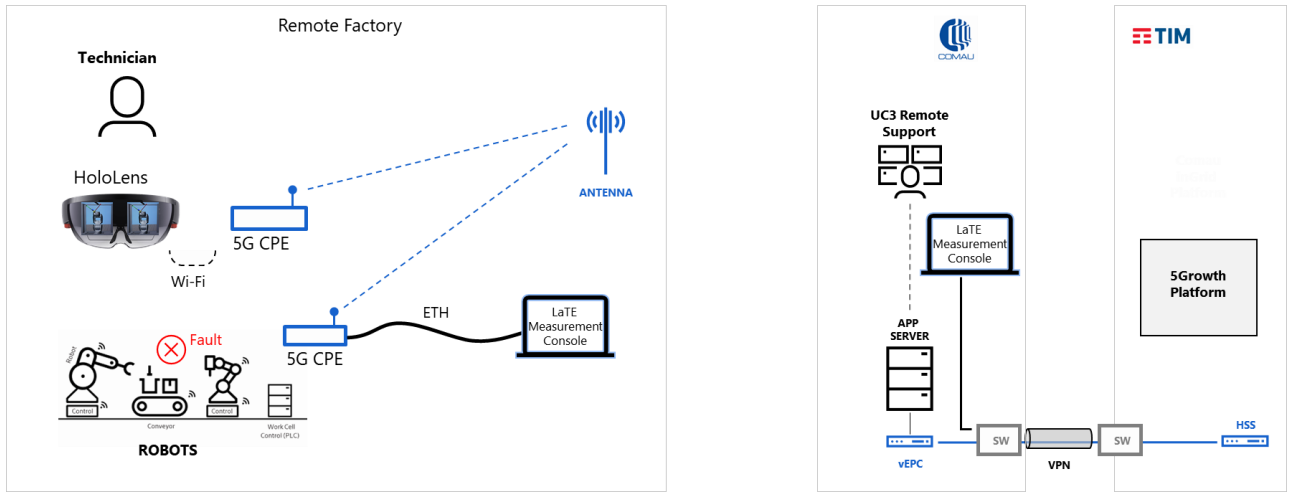 Remote Factory
Technician
HoloLens
5G CPE
Wi-Fi
ANTENNA
5G CPE
ETH
LaTE
Measurement
Console
Fault
Robot
Control
Conveyor
Control
Work Cell
Control (PLC)
ROBOTS
COMAU
UC3 Remote
Support
LaTE
Measurement
Console
APP
SERVER
vEPC
SW
VPN
TIM
5Growth
Platform
SW
HSS